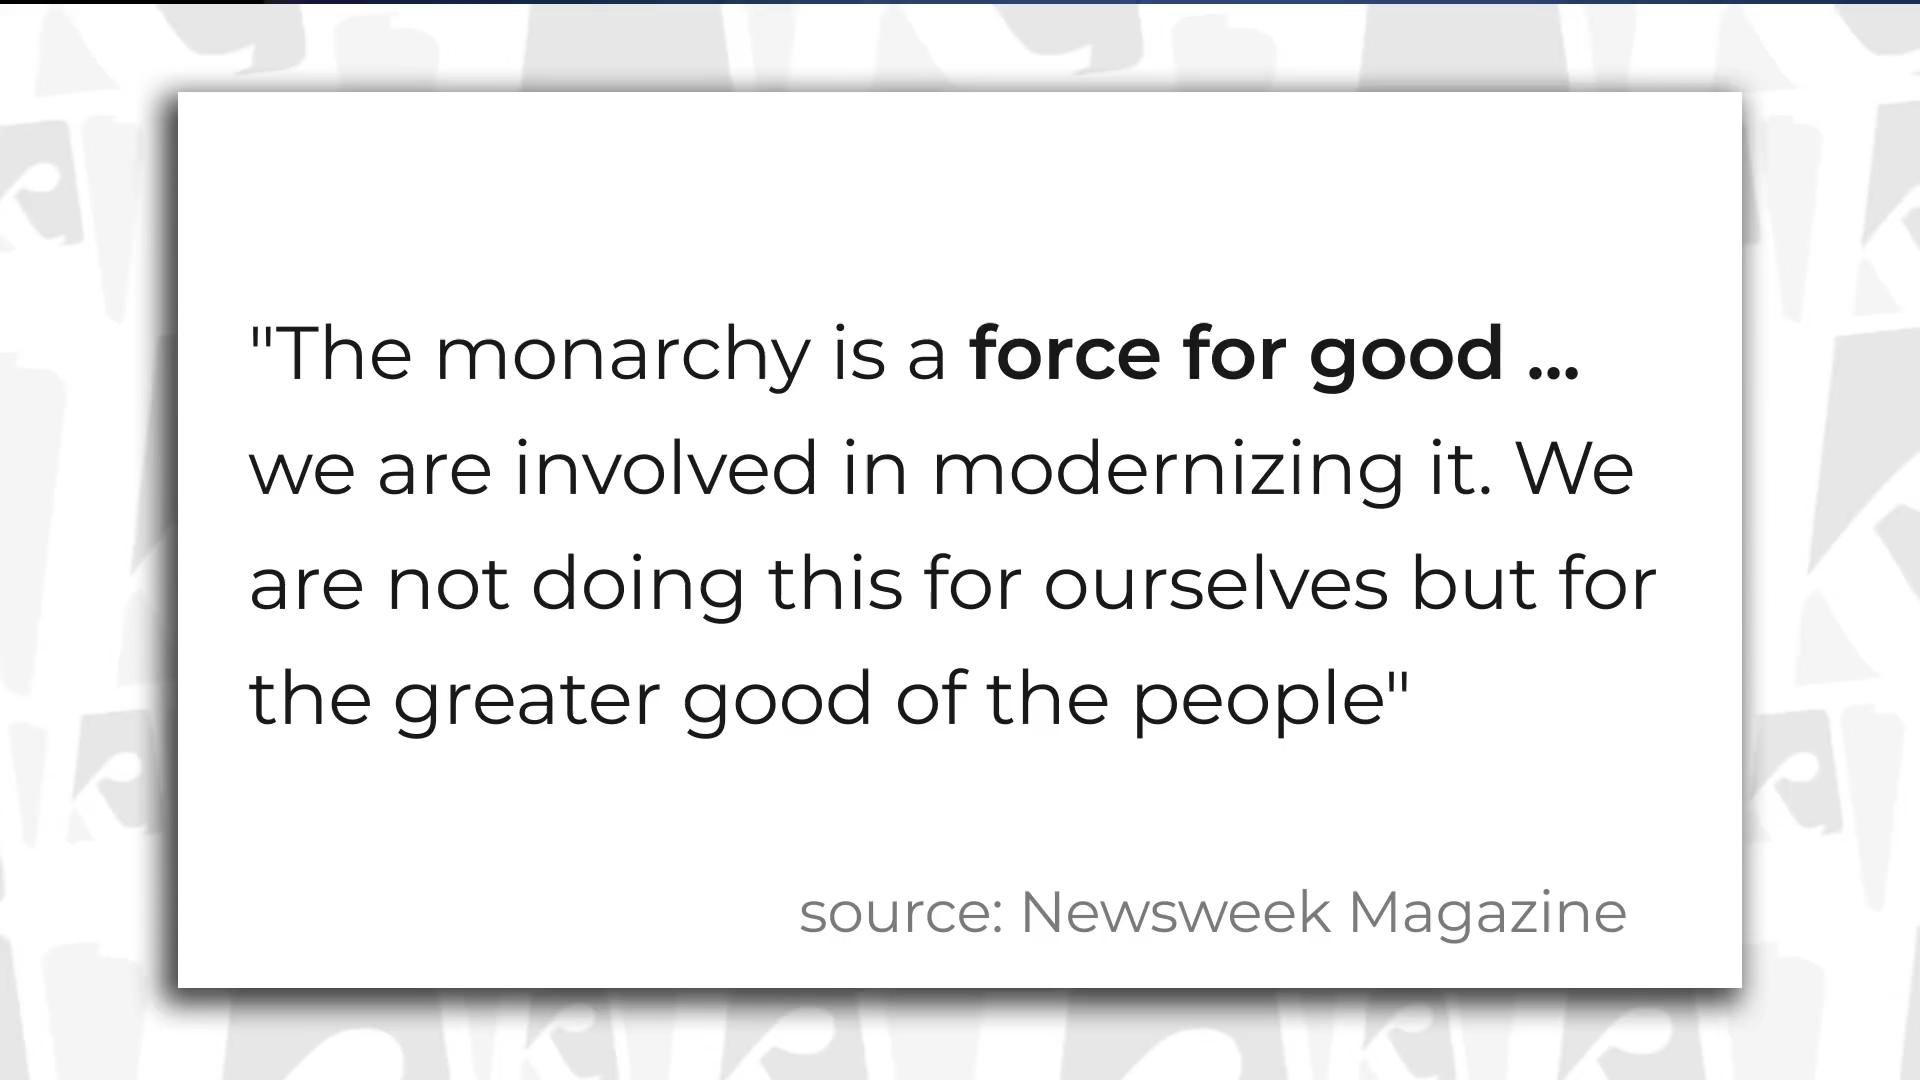 "The monarchy is a force for good ...
we are involved in modernizing it. We
are not doing this for ourselves but for
the greater good of the people"
source: Newsweek Magazine